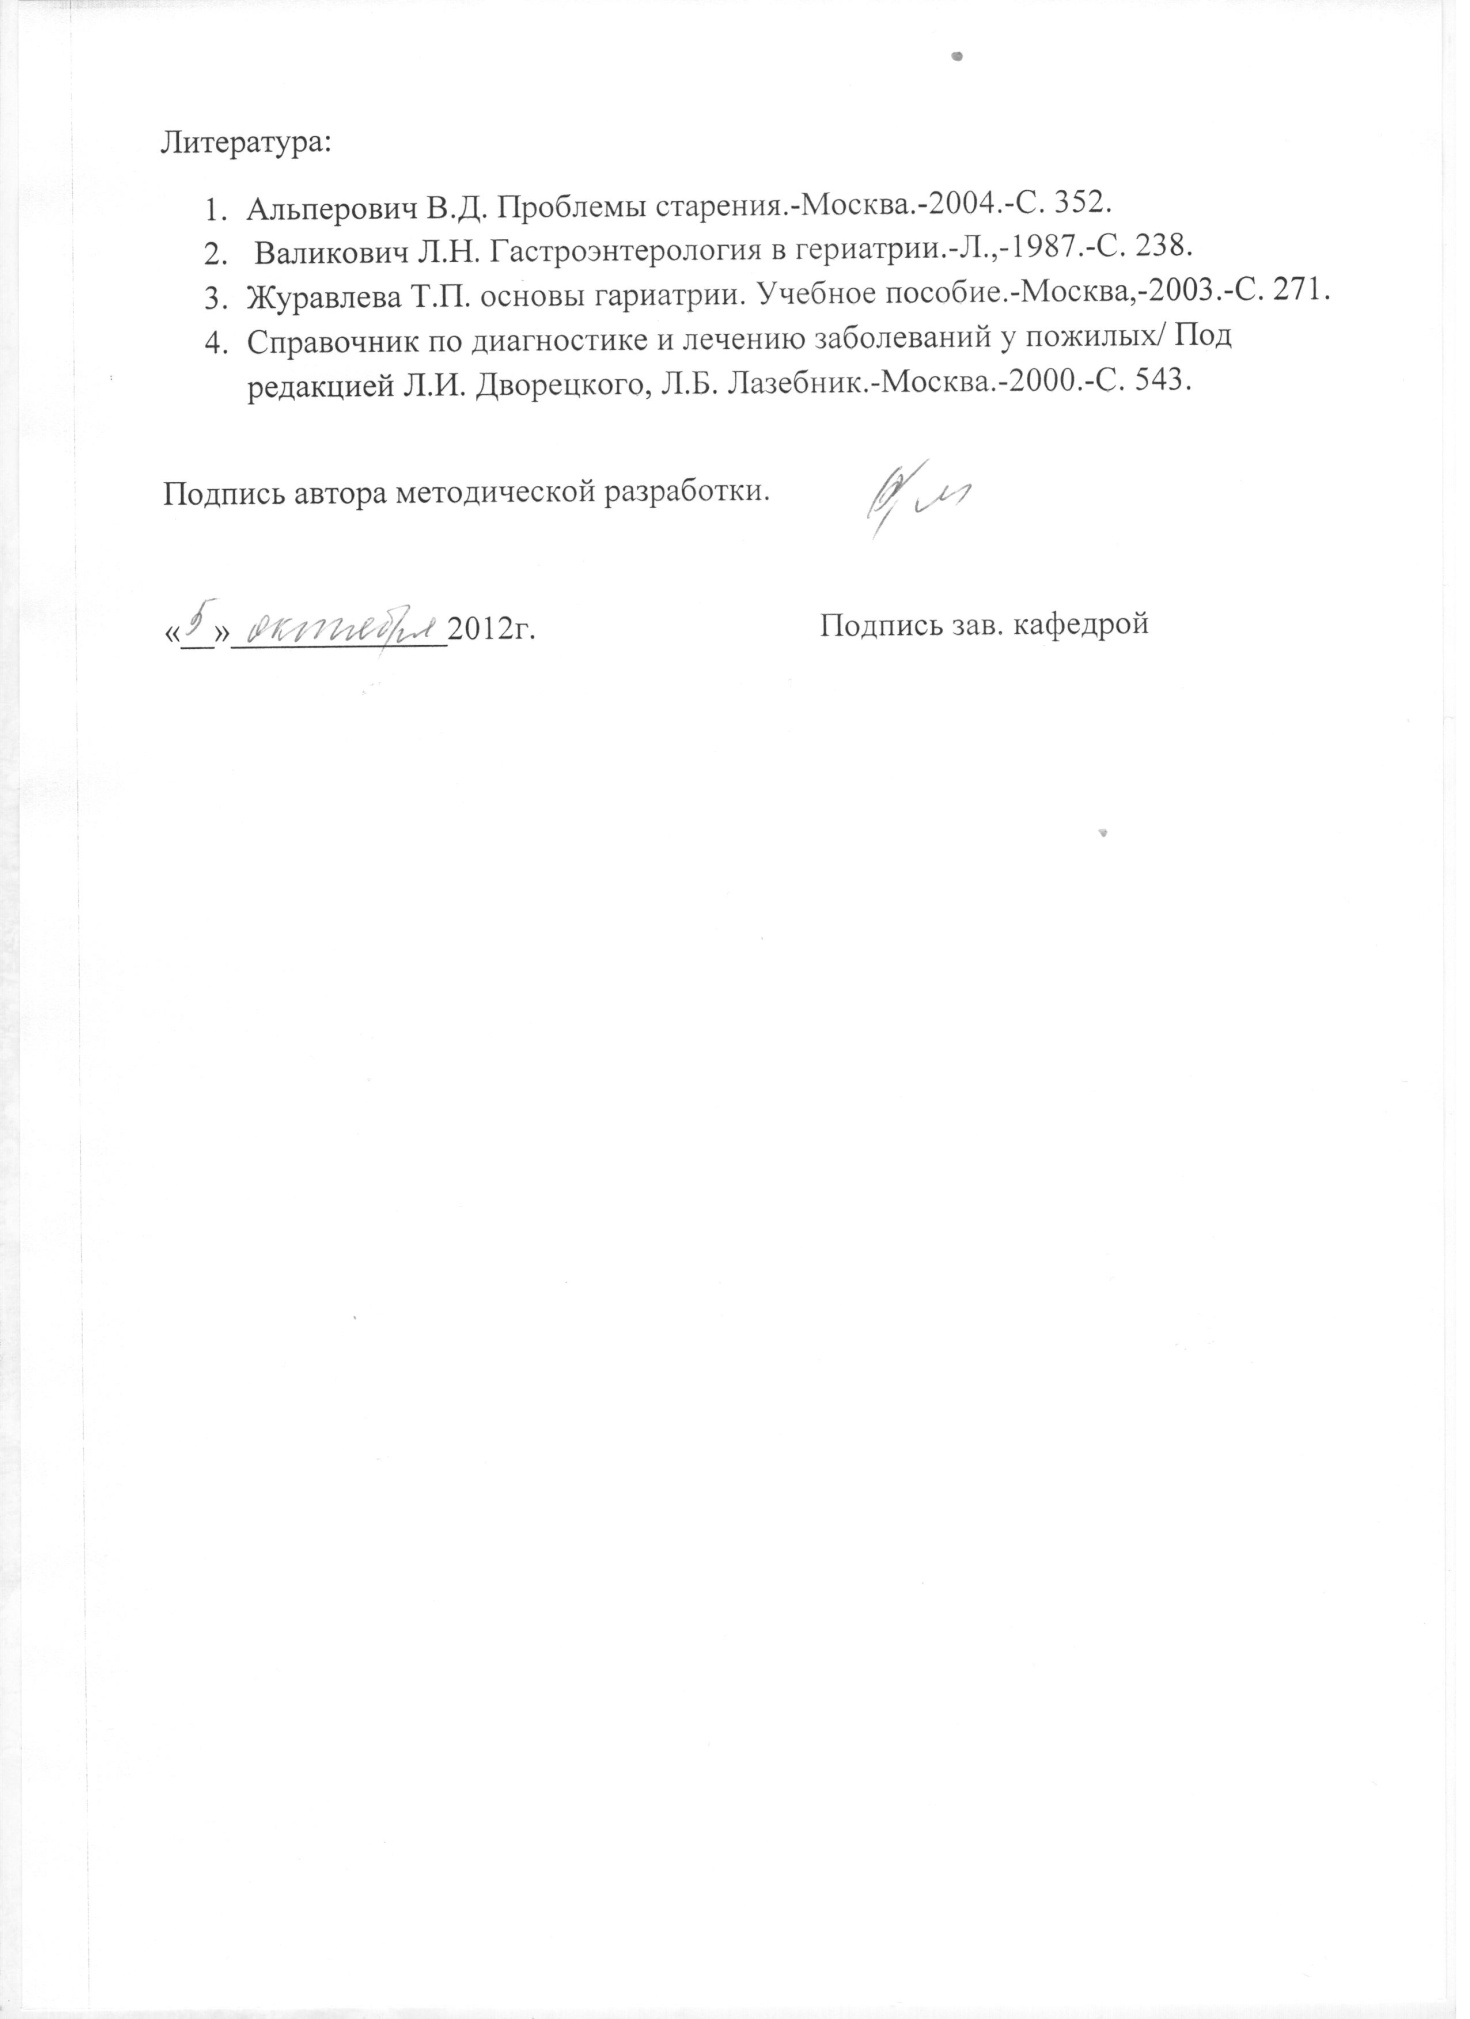 Литература:
1. Альперович В.Д. Проблемы старения.-Москва.-2004.-С. 352.
2. Валикович Л.Н. Гастроэнтерология в гериатрии.-Л.,-1987.-С. 238.
3. Журавлева Т.П. основы гариатрии. Учебное пособие.-Москва,-2003.-С. 271.
4. Справочник по диагностике и лечению заболеваний у пожилых/ Под
редакцией Л.И. Дворецкого, Л.Б. Лазебник.-Москва.-2000.-С. 543.
Подпись автора методической разработки.
«5» октября 2012г. Подпись зав. кафедрой